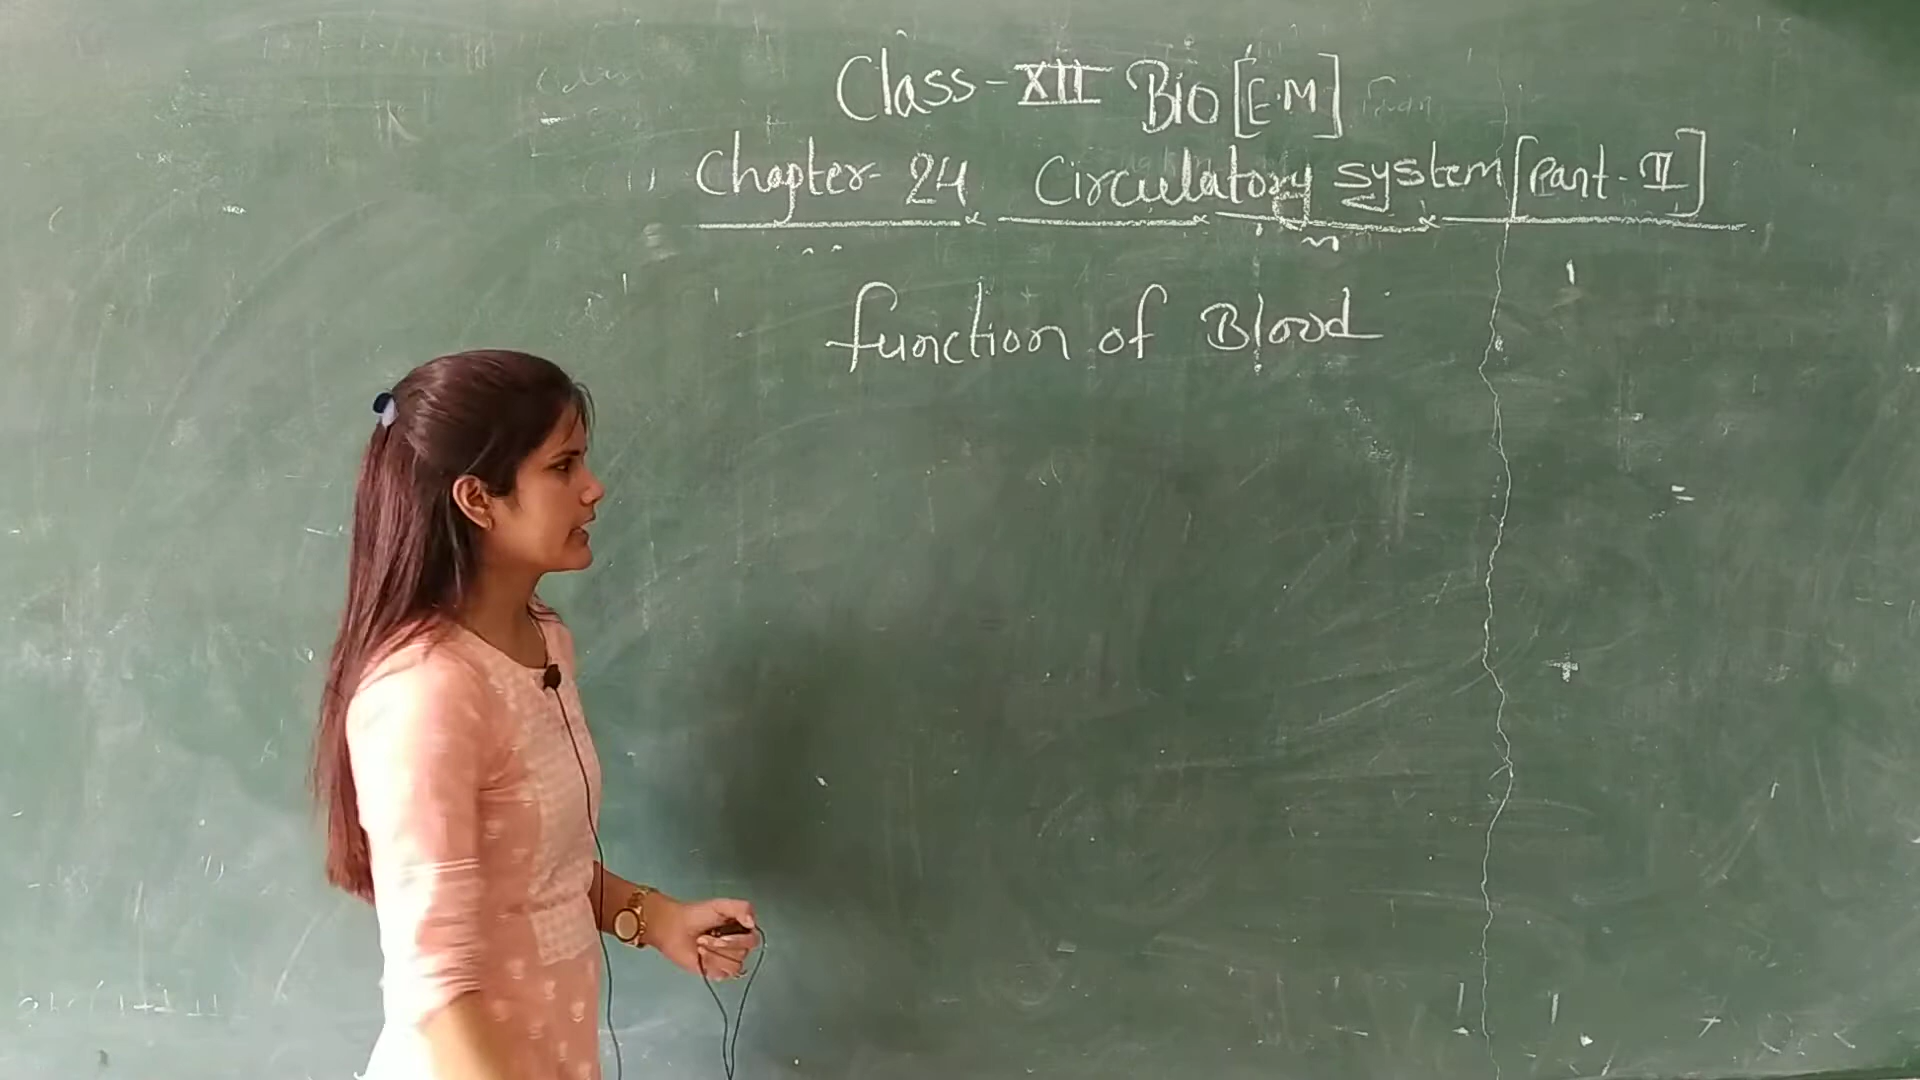 Class-XII Bio [E.M]
Chapter-24 Circulatory system [Part-II]
function of Blood